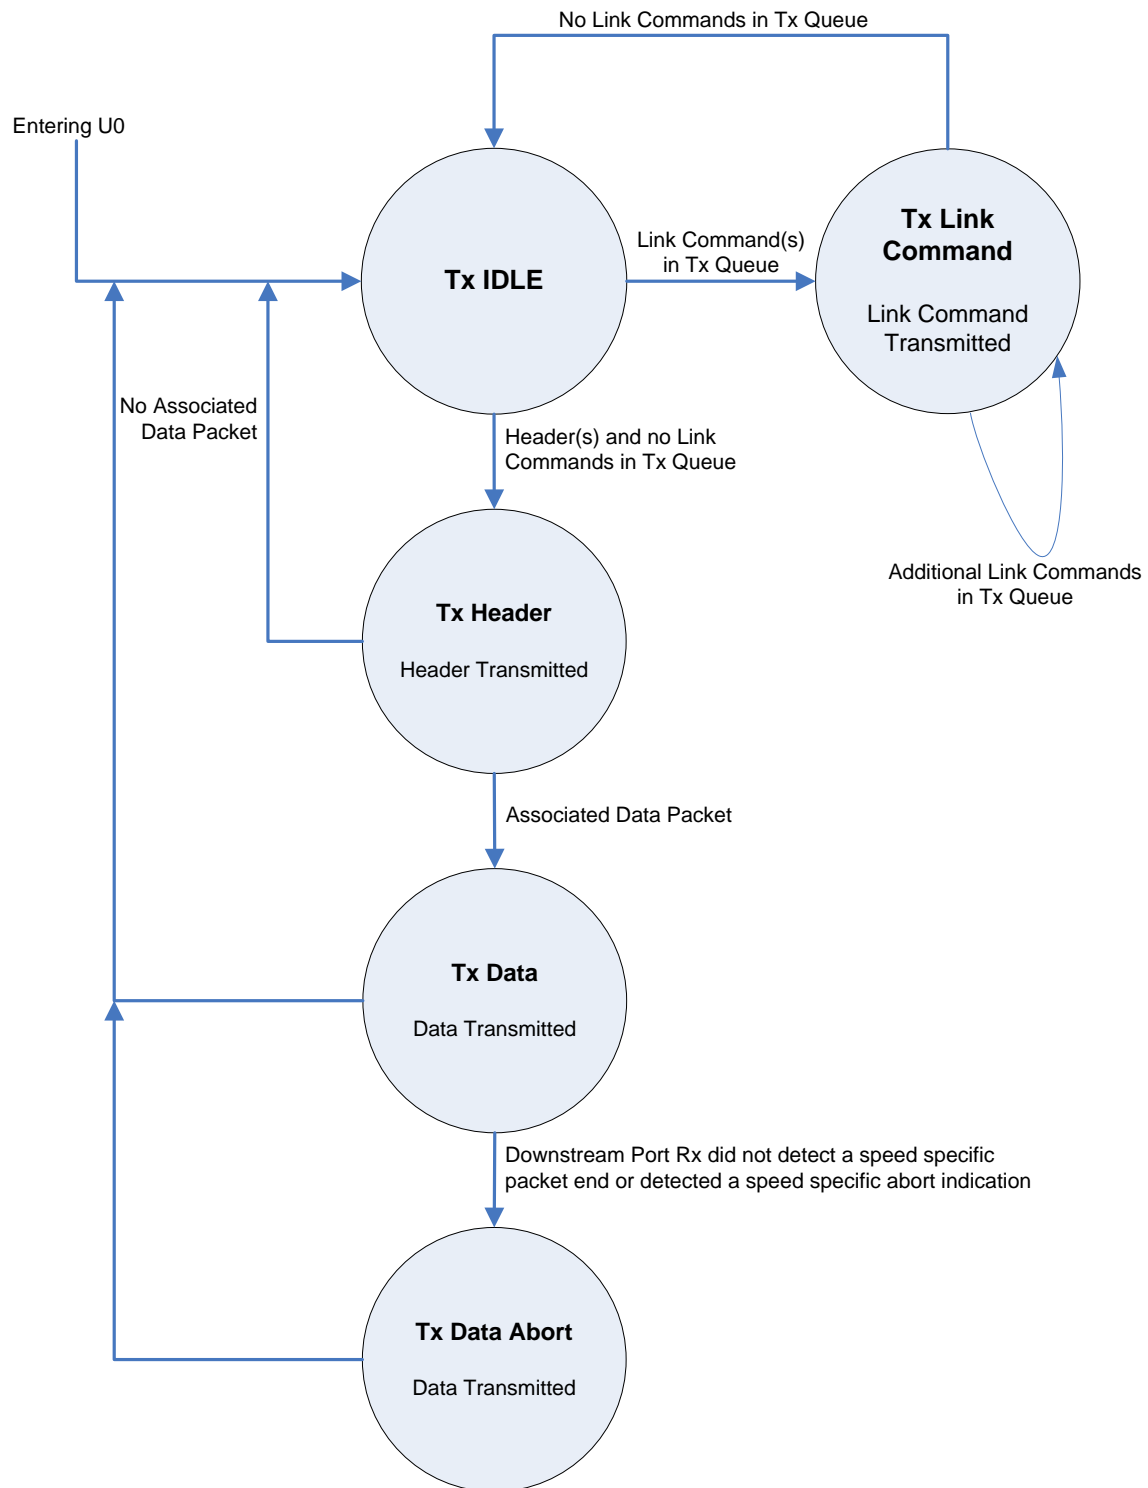 No Link Commands in Tx Queue
Entering U0
Tx IDLE
Link Command(s)
in Tx Queue
Tx Link
Command
Link Command
Transmitted
No Associated
Data Packet
Header(s) and no Link
Commands in Tx Queue
Additional Link Commands
in Tx Queue
Tx Header
Header Transmitted
Associated Data Packet
Tx Data
Data Transmitted
Downstream Port Rx did not detect a speed specific
packet end or detected a speed specific abort indication
Tx Data Abort
Data Transmitted